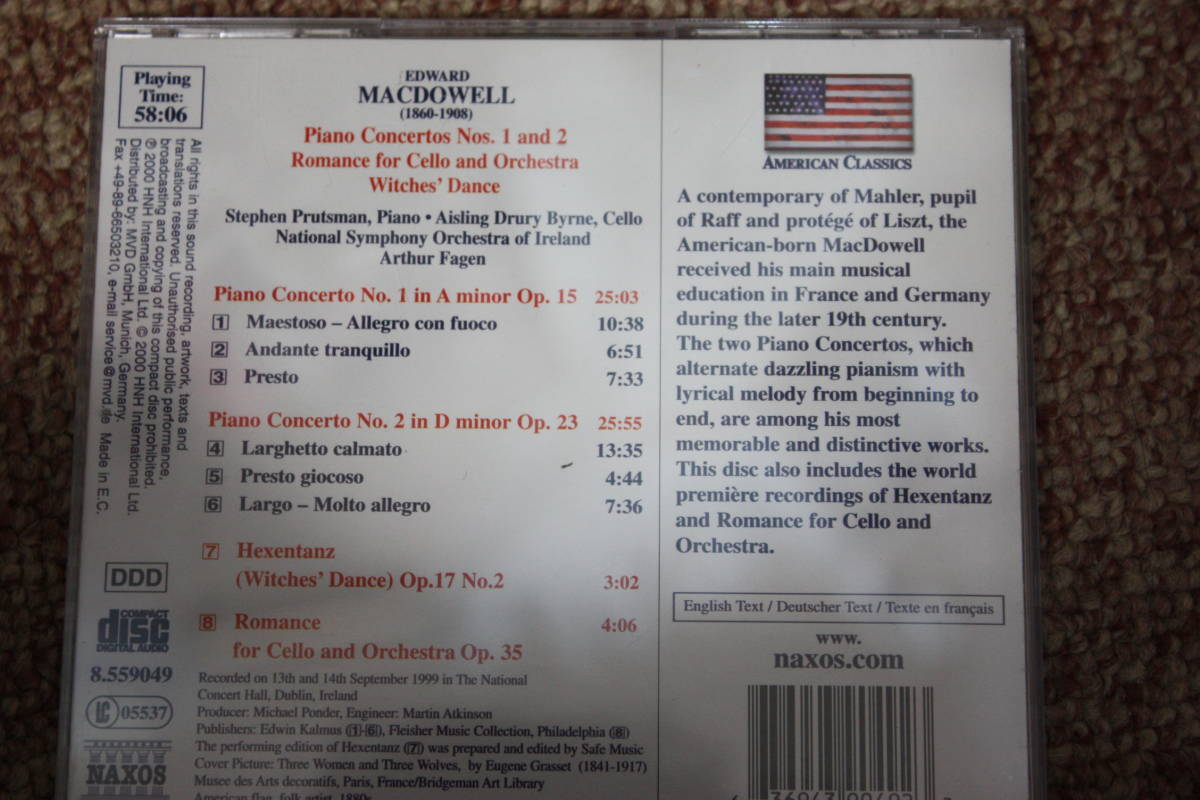 Playing
Time:
58:06
EDWARD
MACDOWELL
(1860-1908)
Piano Concertos Nos. 1 and 2
Romance for Cello and Orchestra
Witches' Dance
Stephen Prutsman, Piano • Aisling Drury Byrne, Cello
National Symphony Orchestra of Ireland
Arthur Fagen
Piano Concerto No. 1 in A minor Op. 15 25:03
1 Maestoso – Allegro con fuoco 10:38
2 Andante tranquillo 6:51
3 Presto 7:33
Piano Concerto No. 2 in D minor Op. 23 25:55
4 Larghetto calmato 13:35
5 Presto giocoso 4:44
6 Largo – Molto allegro 7:36
7 Hexentanz
(Witches' Dance) Op.17 No.2 3:02
8 Romance 4:06
for Cello and Orchestra Op. 35
Recorded on 13th and 14th September 1999 in The National
Concert Hall, Dublin, Ireland
Producer: Michael Ponder, Engineer: Martin Atkinson
Publishers: Edwin Kalmus (1-6), Fleisher Music Collection, Philadelphia (8)
The performing edition of Hexentanz (7) was prepared and edited by Safe Music
Cover Picture: Three Women and Three Wolves, by Eugene Grasset (1841-1917)
Musee des Arts decoratifs, Paris, France/Bridgeman Art Library
American flag, folk artist, 1880s
All rights in this sound recording, artwork, texts and
translations reserved. Unauthorised public performance,
broadcasting and copying of this compact disc prohibited.
℗ 2000 HNH International Ltd. © 2000 HNH International Ltd.
Distributed by: MVD GmbH, Munich, Germany.
Fax +49-89-66503210, e-mail service@mvd.de Made in E.C.
DDD
COMPACT
disc
DIGITAL AUDIO
8.559049
LC 05537
NAXOS
AMERICAN CLASSICS
A contemporary of Mahler, pupil
of Raff and protégé of Liszt, the
American-born MacDowell
received his main musical
education in France and Germany
during the later 19th century.
The two Piano Concertos, which
alternate dazzling pianism with
lyrical melody from beginning to
end, are among his most
memorable and distinctive works.
This disc also includes the world
première recordings of Hexentanz
and Romance for Cello and
Orchestra.
English Text / Deutscher Text / Texte en français
www.
naxos.com